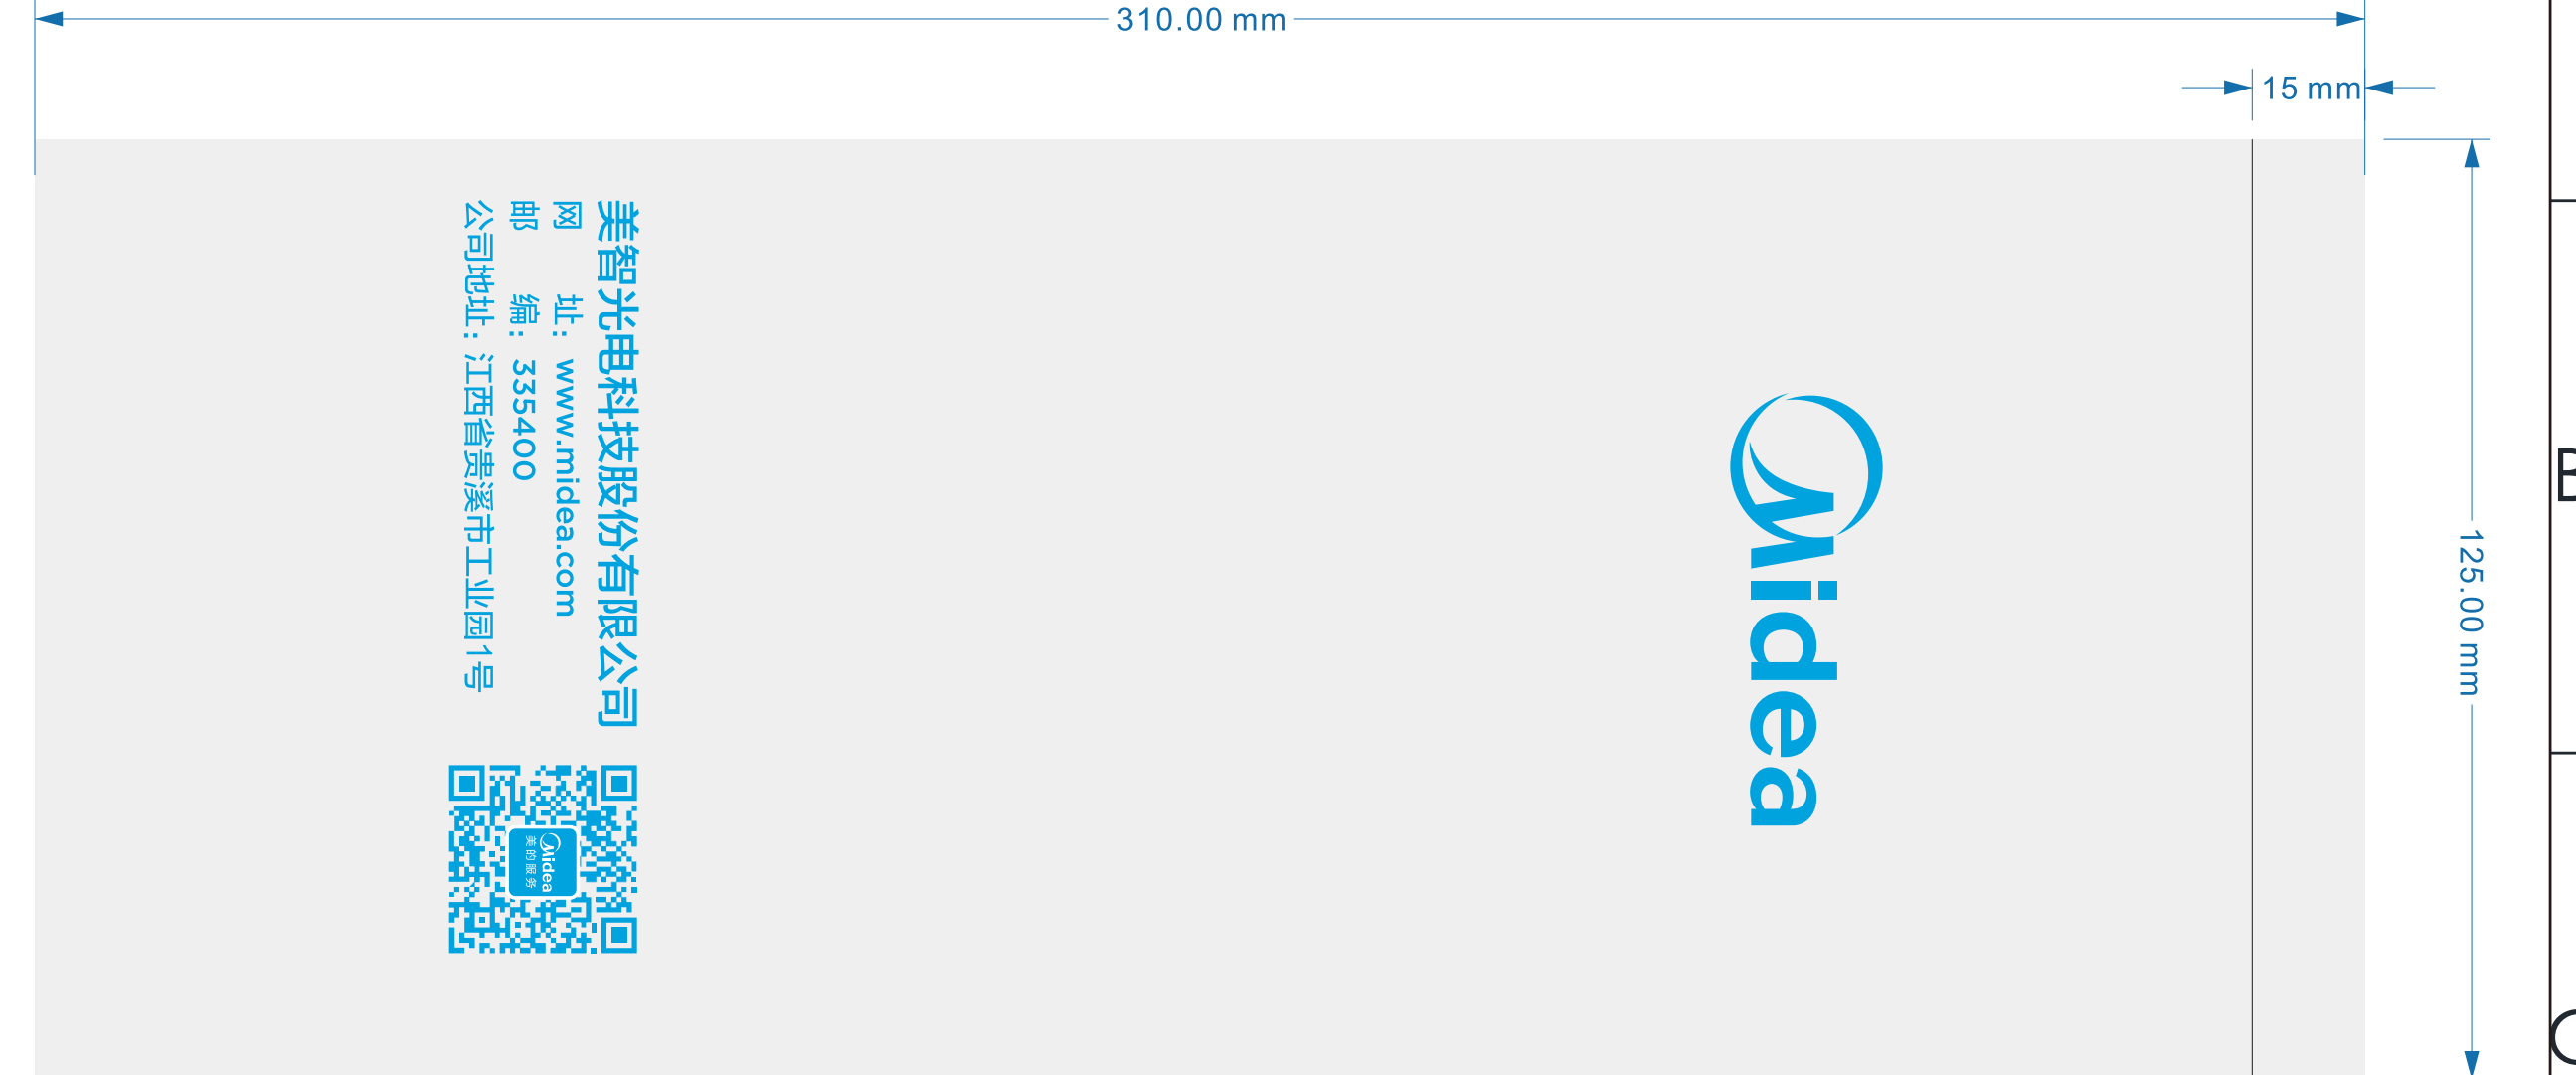 310.00 mm
15 mm
125.00 mm
美智光电科技股份有限公司
网 址：www.midea.com
邮 编：335400
公司地址：江西省贵溪市工业园1号
Midea
美的服务
Midea
B